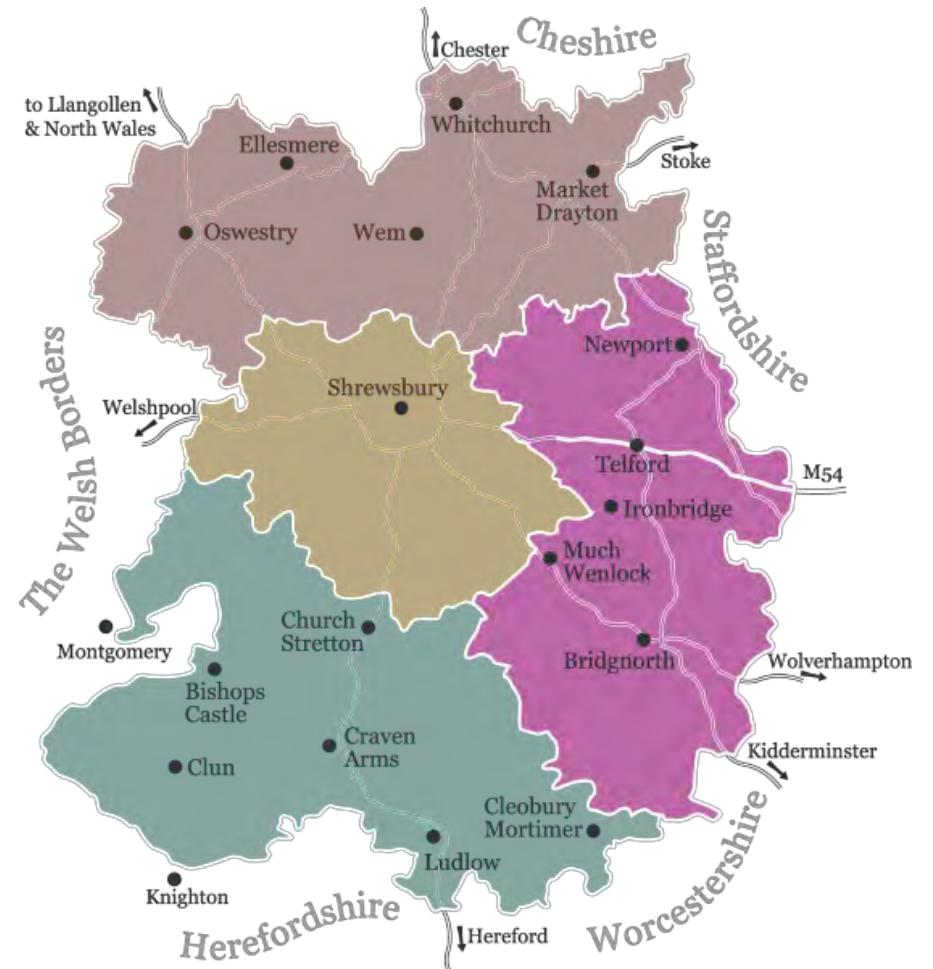 Cheshire
Chester
to Llangollen
& North Wales
Whitchurch
Ellesmere
Stoke
Market
Drayton
Oswestry
Wem
Staffordshire
Newport
The Welsh Borders
Shrewsbury
Welshpool
Telford
M54
Ironbridge
Much
Wenlock
Church
Stretton
Montgomery
Bridgnorth
Wolverhampton
Bishops
Castle
Craven
Arms
Kidderminster
Clun
Cleobury
Mortimer
Ludlow
Knighton
Worcestershire
Herefordshire
Hereford